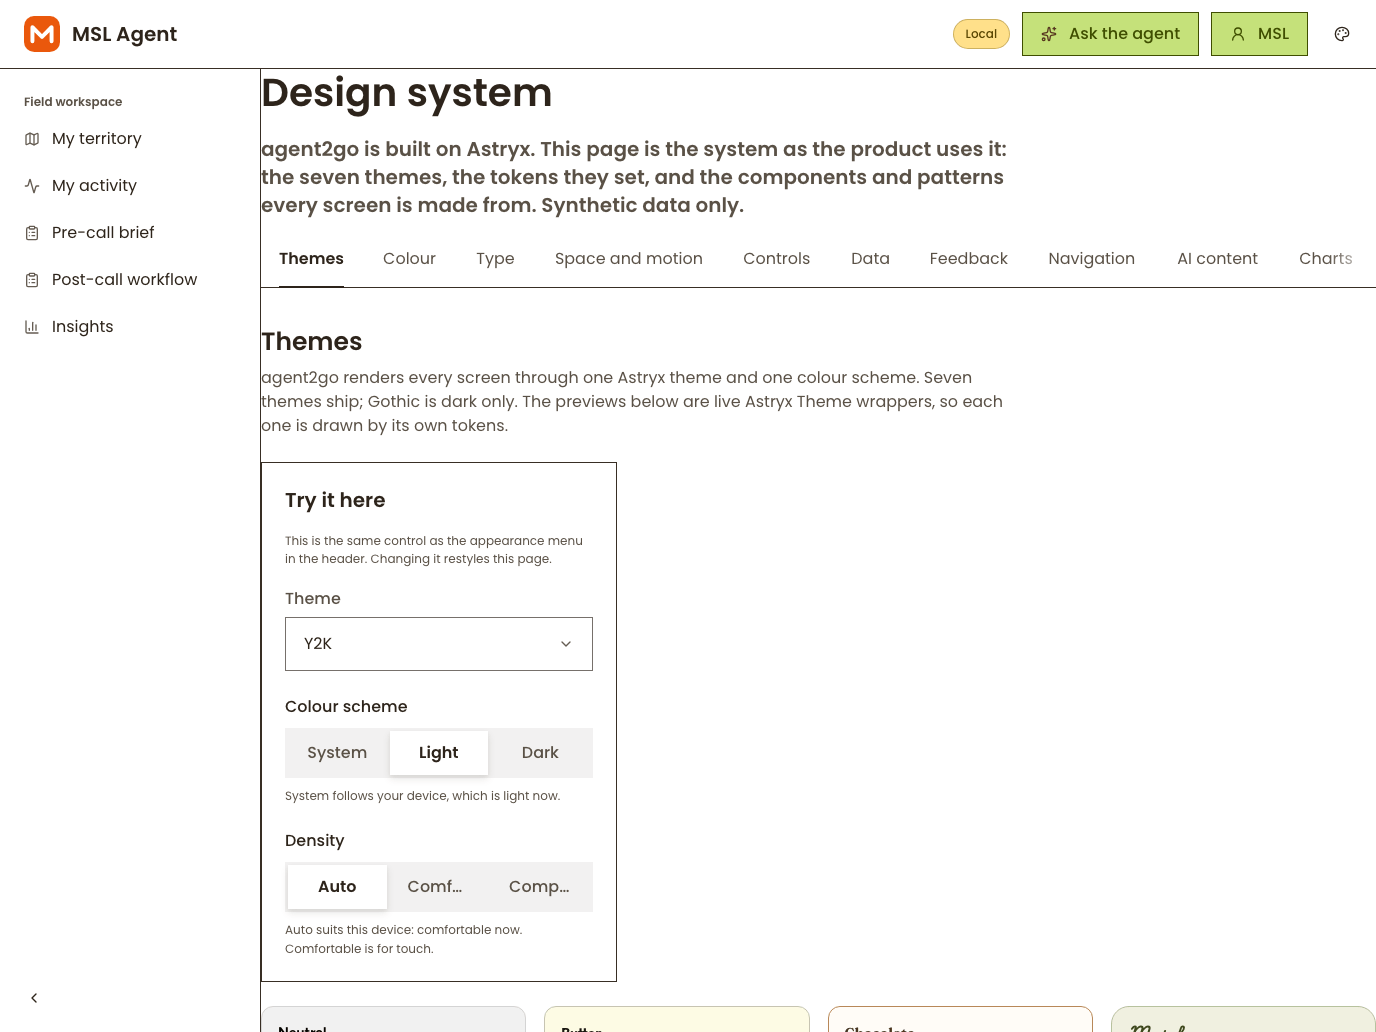 MSL Agent
Local
Ask the agent
MSL
Field workspace
My territory
My activity
Pre-call brief
Post-call workflow
Insights
Design system
agent2go is built on Astryx. This page is the system as the product uses it:
the seven themes, the tokens they set, and the components and patterns
every screen is made from. Synthetic data only.
Themes Colour Type Space and motion Controls Data Feedback Navigation AI content Charts
Themes
agent2go renders every screen through one Astryx theme and one colour scheme. Seven
themes ship; Gothic is dark only. The previews below are live Astryx Theme wrappers, so each
one is drawn by its own tokens.
Try it here
This is the same control as the appearance menu
in the header. Changing it restyles this page.
Theme
Y2K
Colour scheme
System Light Dark
System follows your device, which is light now.
Density
Auto Comf... Comp...
Auto suits this device: comfortable now.
Comfortable is for touch.
Neutral Butter Chocolate